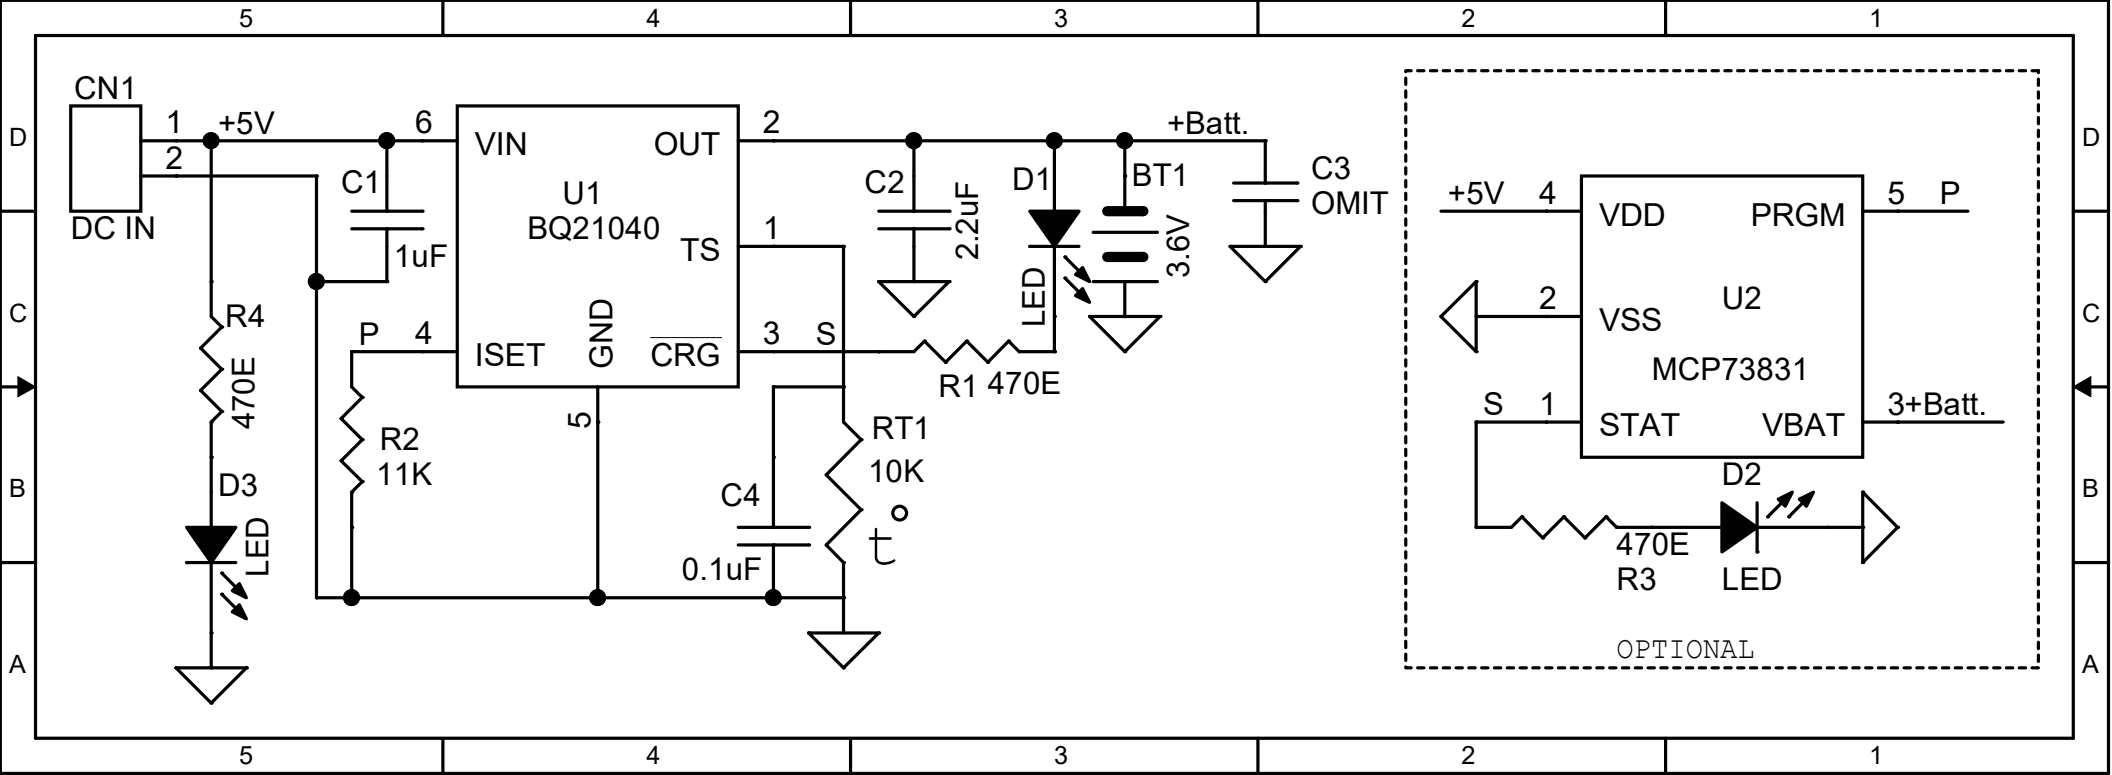 5 4 3 2 1
D
C
B
A
CN1
1
2
DC IN
+5V
C1
1uF
6
VIN
OUT
2
U1
BQ21040
TS
1
P
4
ISET
GND
CRG
3
S
5
R4
470E
D3
LED
R2
11K
C4
0.1uF
RT1
10K
t°
R1 470E
C2
2.2uF
D1
LED
BT1
3.6V
+Batt.
C3
OMIT
+5V
4
VDD
PRGM
5
P
2
VSS
U2
MCP73831
S
1
STAT
VBAT
3+Batt.
D2
470E
R3
LED
OPTIONAL
D
C
B
A
5 4 3 2 1